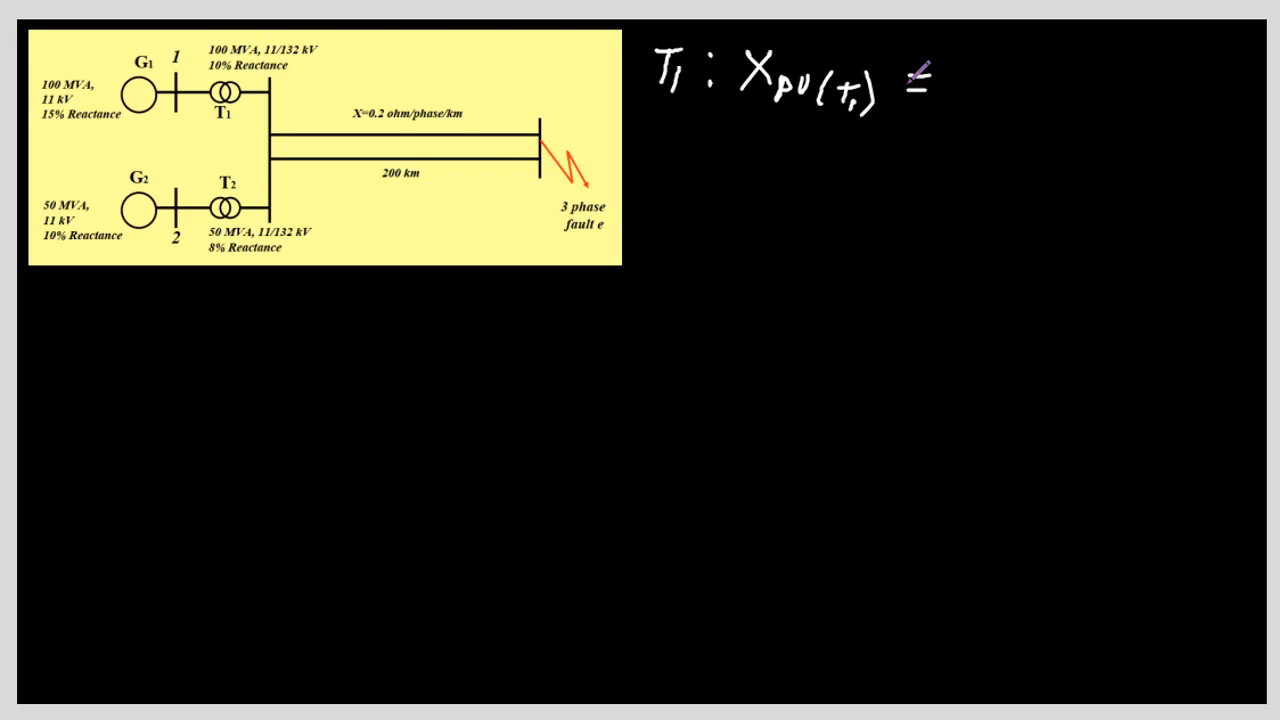 G1
1
100 MVA, 11/132 kV
10% Reactance
100 MVA,
11 kV
15% Reactance
T1
X=0.2 ohm/phase/km
200 km
G2
T2
50 MVA,
11 kV
10% Reactance
2
50 MVA, 11/132 kV
8% Reactance
3 phase
fault e
T1 : Xpu(T1) =